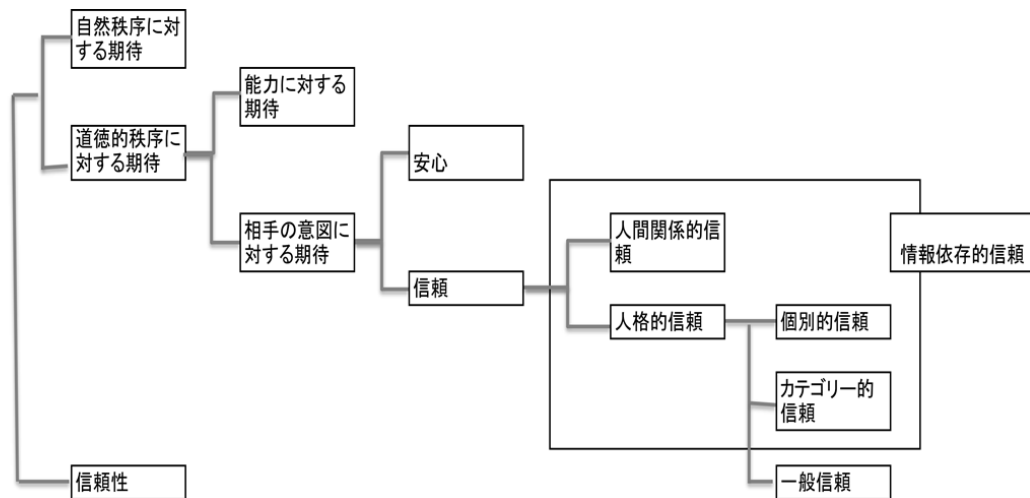 自然秩序に対
する期待
能力に対する
期待
道徳的秩序に
対する期待
安心
相手の意図に
対する期待
人間関係的信
頼
情報依存的信頼
信頼
人格的信頼
個別的信頼
カテゴリー的
信頼
信頼性
一般信頼